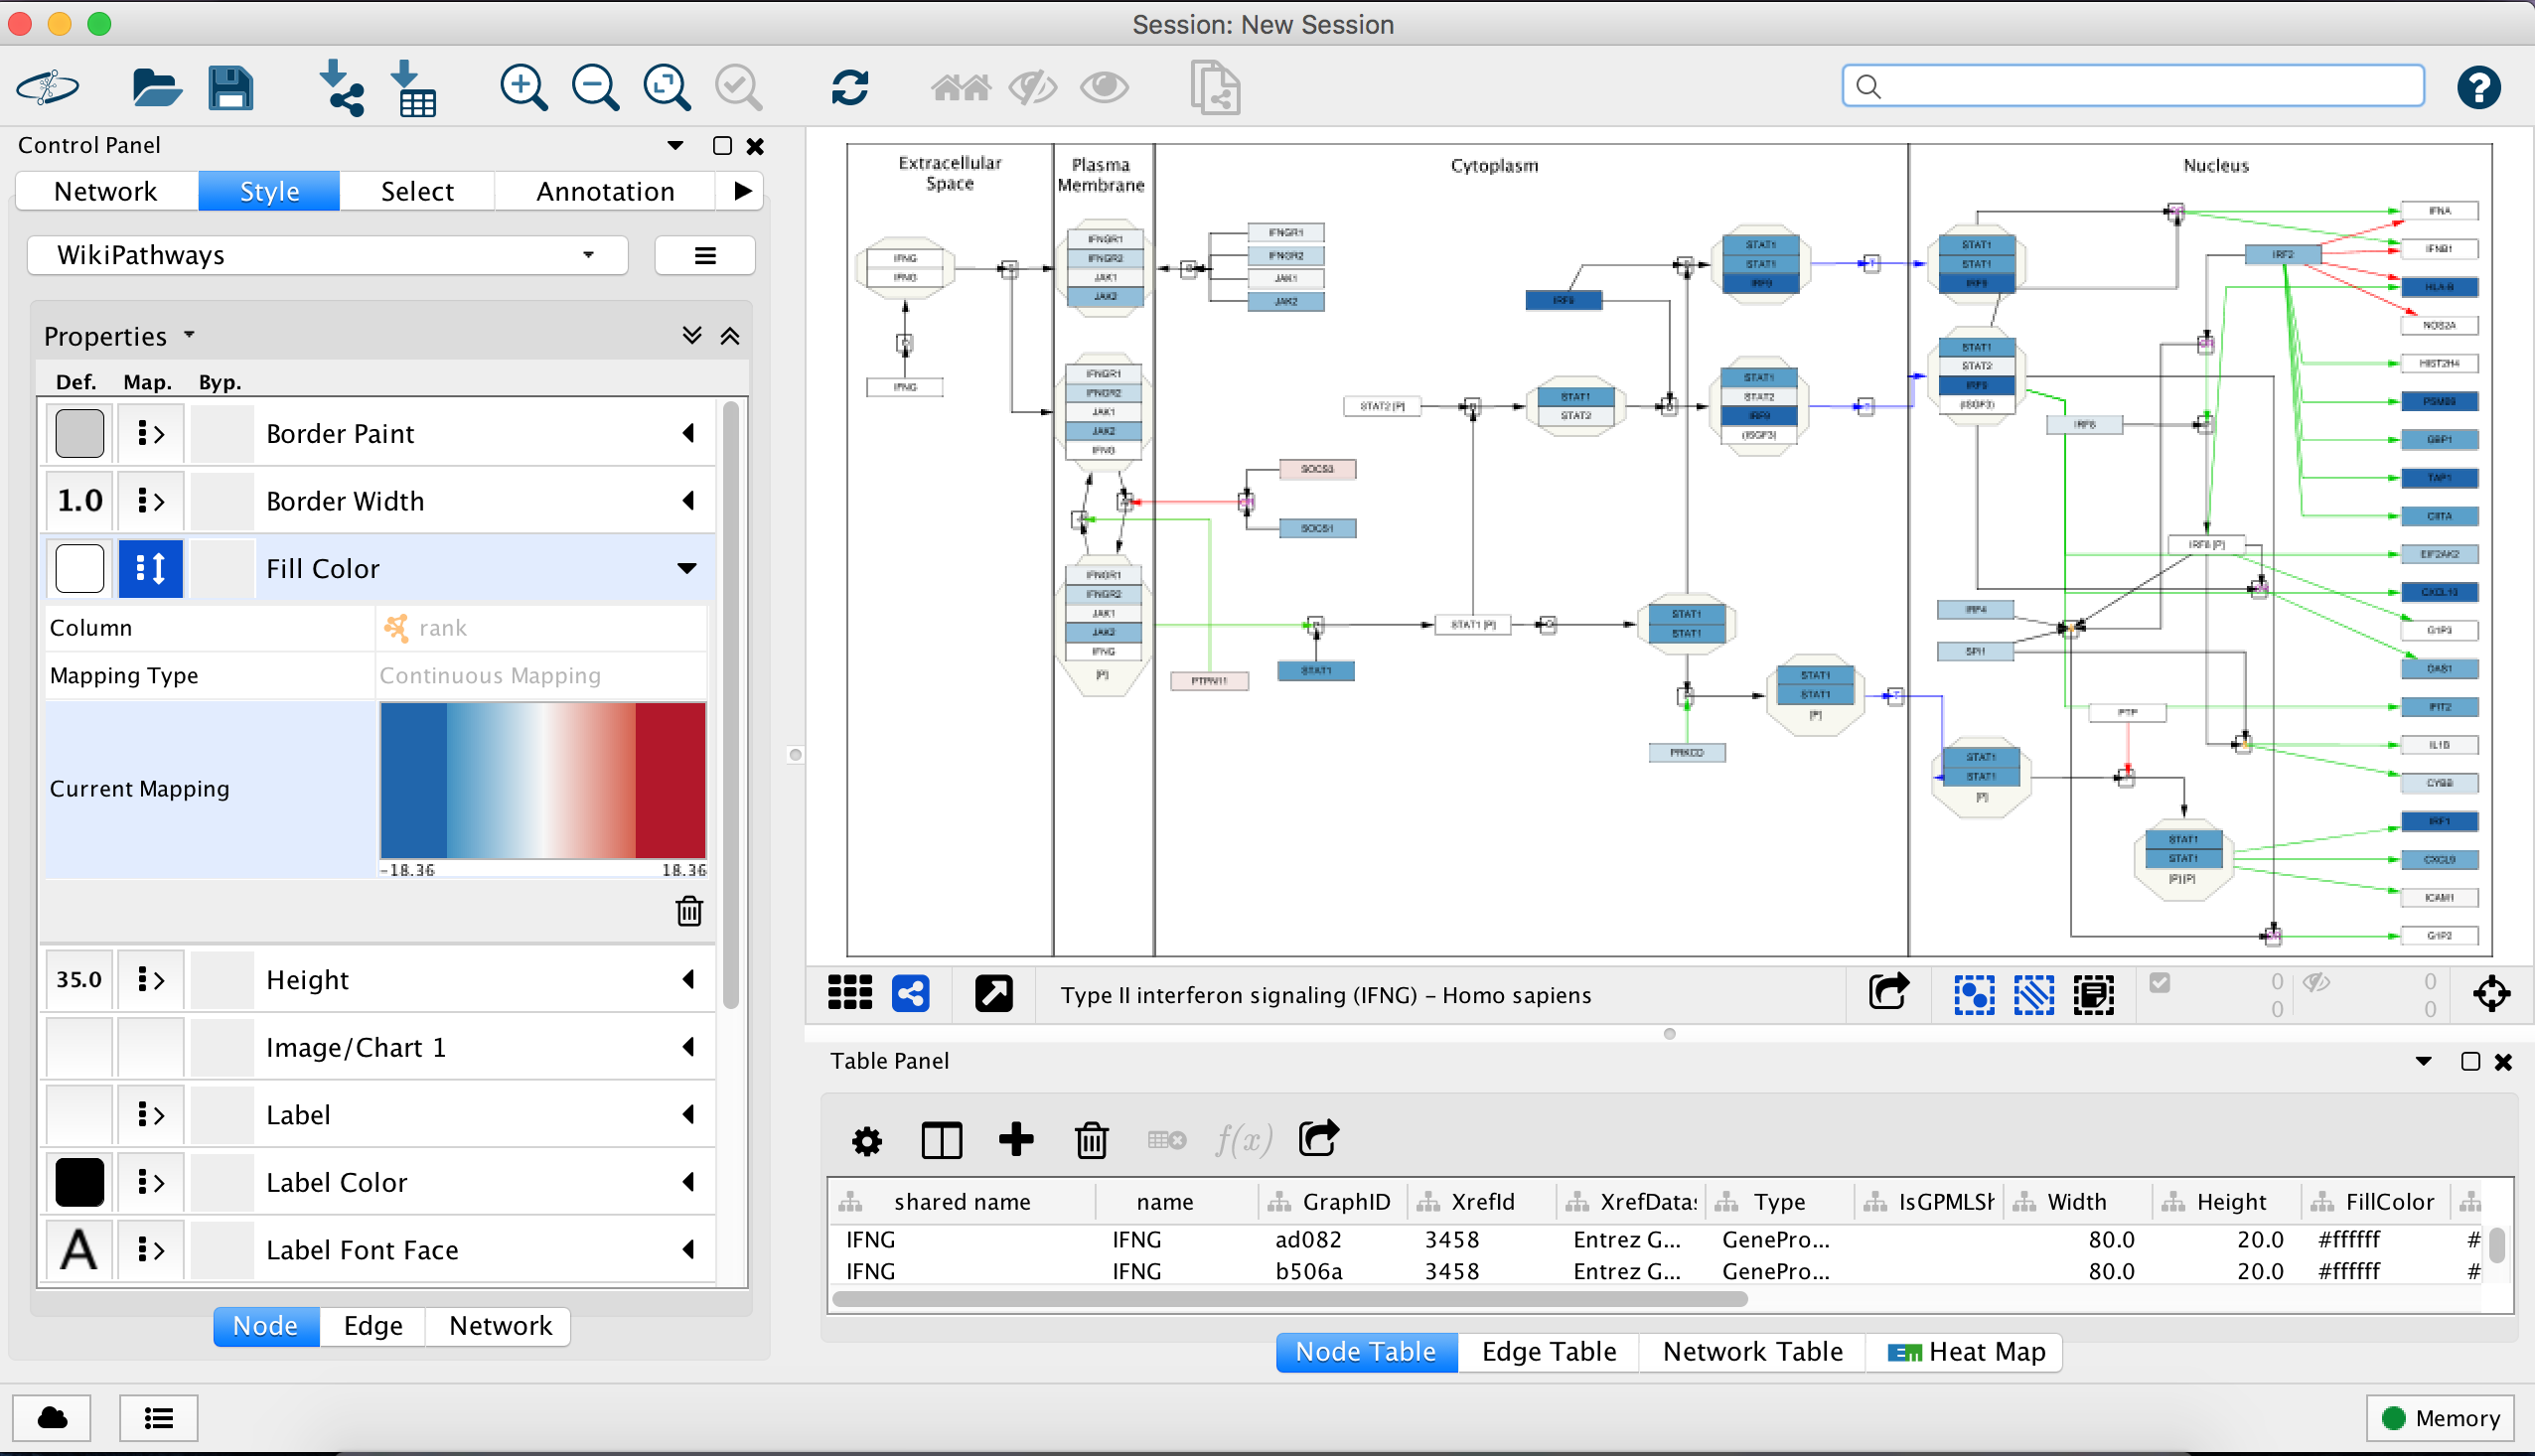 Session: New Session
Control Panel
Network Style Select Annotation
WikiPathways
Properties
Def. Map. Byp.
Border Paint
1.0 Border Width
Fill Color
Column rank
Mapping Type Continuous Mapping
Current Mapping
-18.36 18.36
35.0 Height
Image/Chart 1
Label
Label Color
A Label Font Face
Node Edge Network
Extracellular
Space
Plasma
Membrane
Cytoplasm
Nucleus
IFNG
IFNG
IFNG
IFNGR1
IFNGR2
JAK1
JAK2
IFNGR1
IFNGR2
JAK1
JAK2
IFNGR1
IFNGR2
JAK1
JAK2
IFNG
IFNGR1
IFNGR2
JAK1
JAK2
IFNG
[P]
SOCS3
SOCS1
PTPN11
STAT1
STAT2 [P]
STAT1 [P]
IRF9
STAT1
STAT2
STAT1
STAT1
IRF9
STAT1
STAT2
IRF9
(ISGF3)
STAT1
STAT1
STAT1
STAT1
[P]
PRKCD
STAT1
STAT1
IRF9
STAT1
STAT2
IRF9
(ISGF3)
IRF8
IRF2
IRF8 [P]
IRF4
SPI1
PTP
STAT1
STAT1
[P]
STAT1
STAT1
[P][P]
IFNA
IFNB1
HLA-B
NOS2A
HIST2H4
PSMB9
GBP1
TAP1
CIITA
EIF2AK2
CXCL10
G1P3
OAS1
IFIT2
IL1B
CYBB
IRF1
CXCL9
ICAM1
G1P2
Type II interferon signaling (IFNG) – Homo sapiens
0 0
0 0
Table Panel
f(x)
shared name name GraphID XrefId XrefData: Type IsGPMLSh Width Height FillColor
IFNG IFNG ad082 3458 Entrez G... GenePro... 80.0 20.0 #ffffff #
IFNG IFNG b506a 3458 Entrez G... GenePro... 80.0 20.0 #ffffff #
Node Table Edge Table Network Table Em Heat Map
Memory